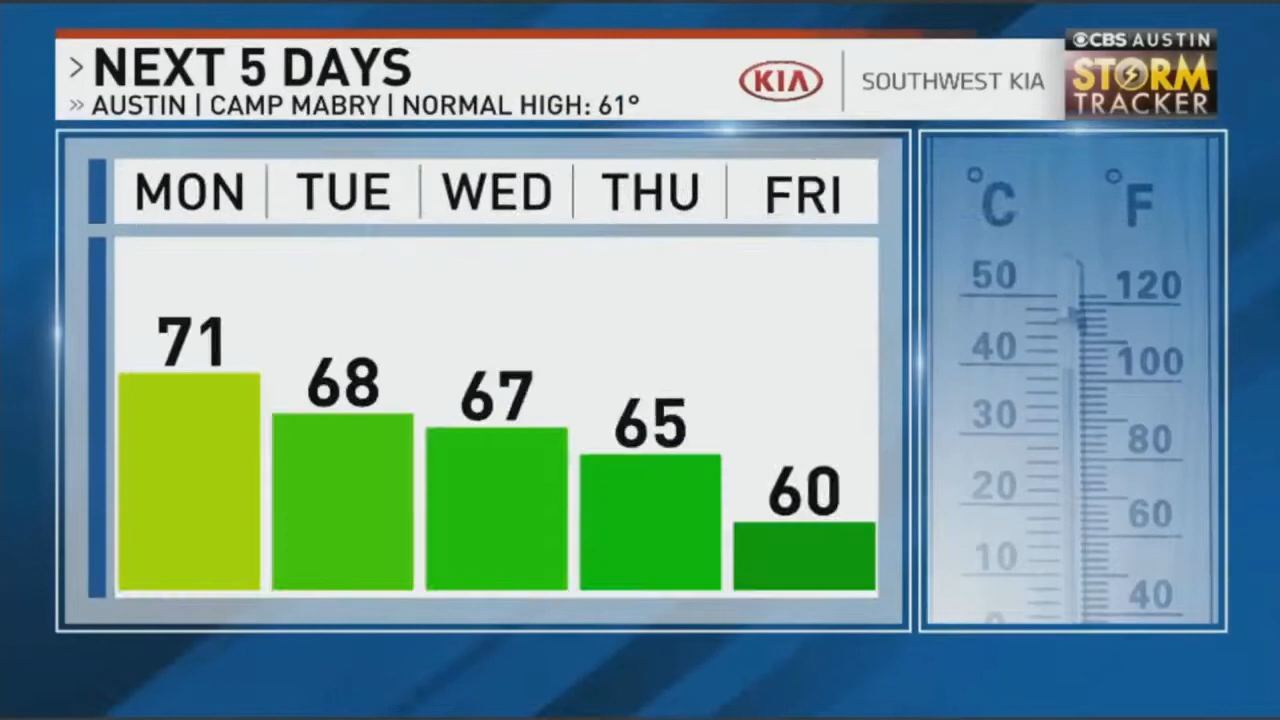 > NEXT 5 DAYS
» AUSTIN | CAMP MABRY | NORMAL HIGH: 61°
KIA
SOUTHWEST KIA
CBS AUSTIN
STORM
TRACKER
MON TUE WED THU FRI
71 68 67 65 60
°C °F
50 120
40 100
30 80
20 60
10 40
0